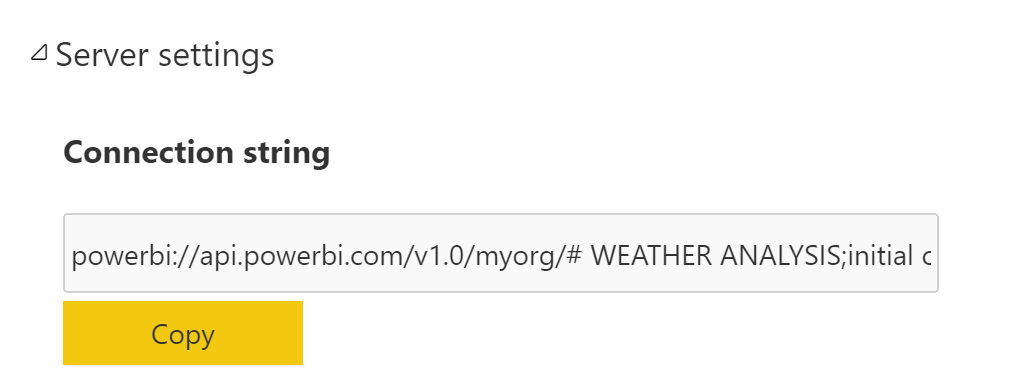 Server settings
Connection string
powerbi://api.powerbi.com/v1.0/myorg/# WEATHER ANALYSIS;initial c
Copy